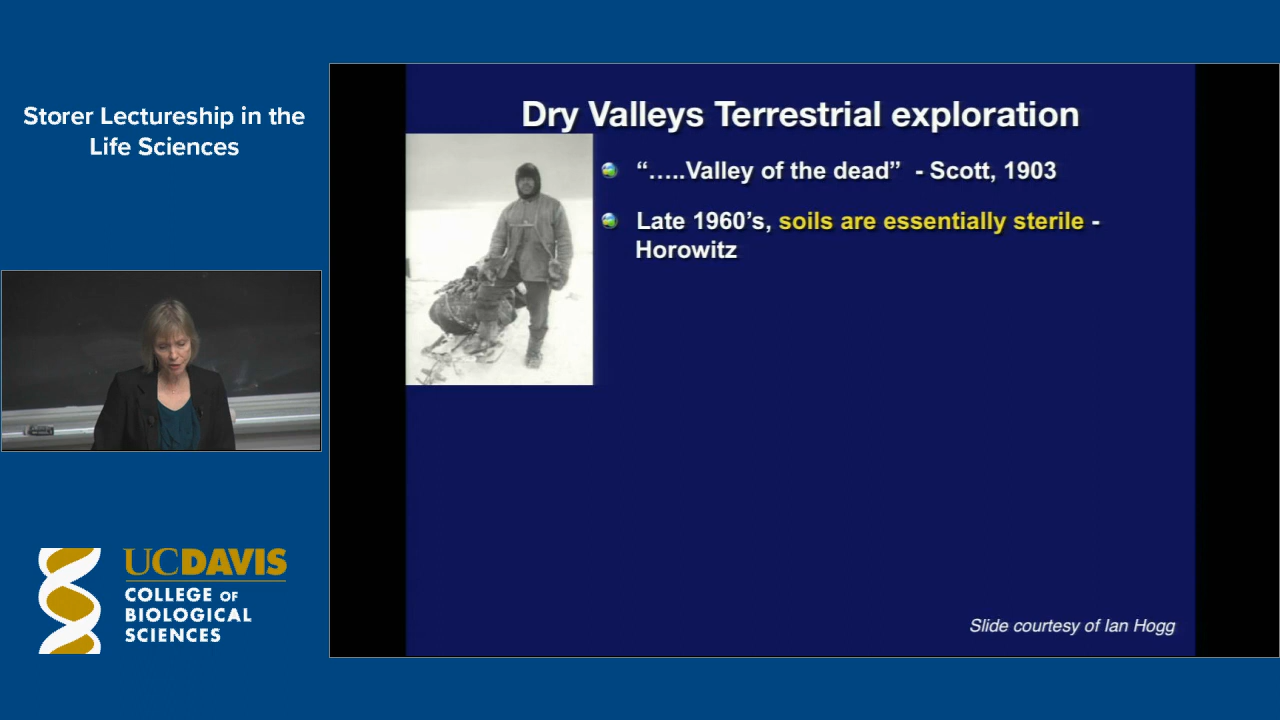 Storer Lectureship in the
Life Sciences
Dry Valleys Terrestrial exploration
“…..Valley of the dead” - Scott, 1903
Late 1960’s, soils are essentially sterile -
Horowitz
Slide courtesy of Ian Hogg
UCDAVIS
COLLEGE OF
BIOLOGICAL
SCIENCES